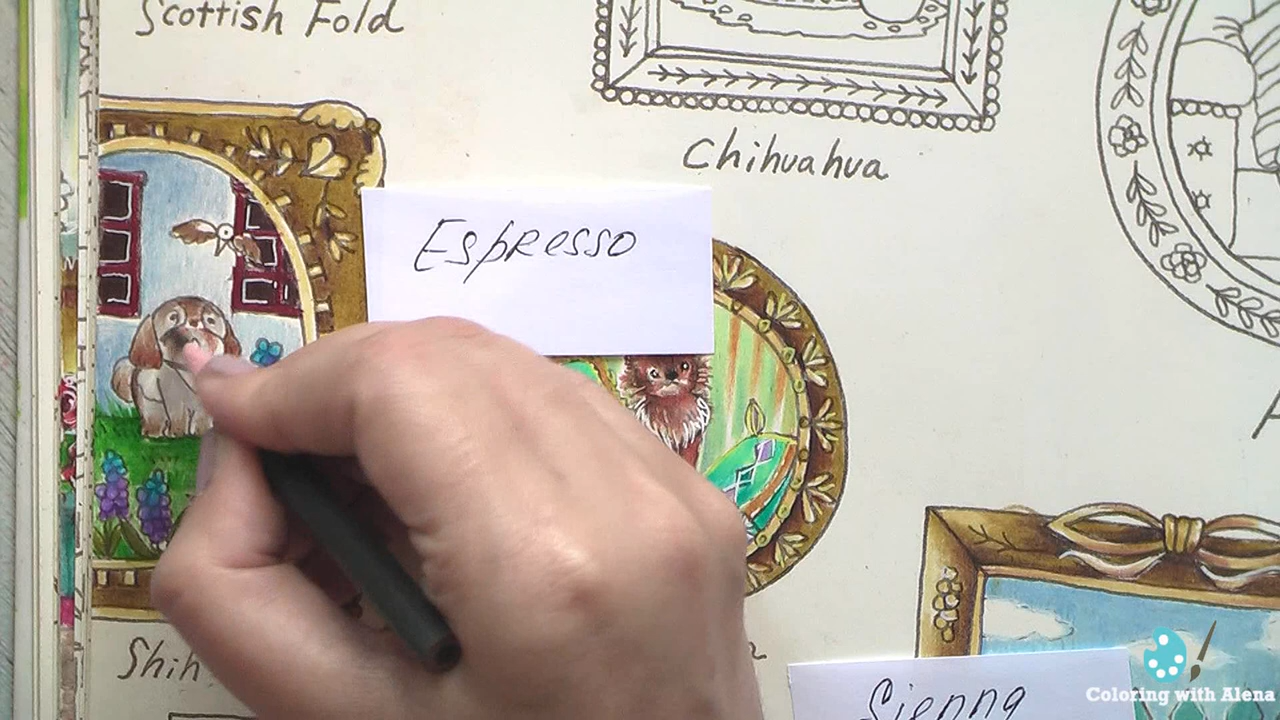 Scottish Fold
Chihuahua
Espresso
Shih
Sienna
Coloring with Alena